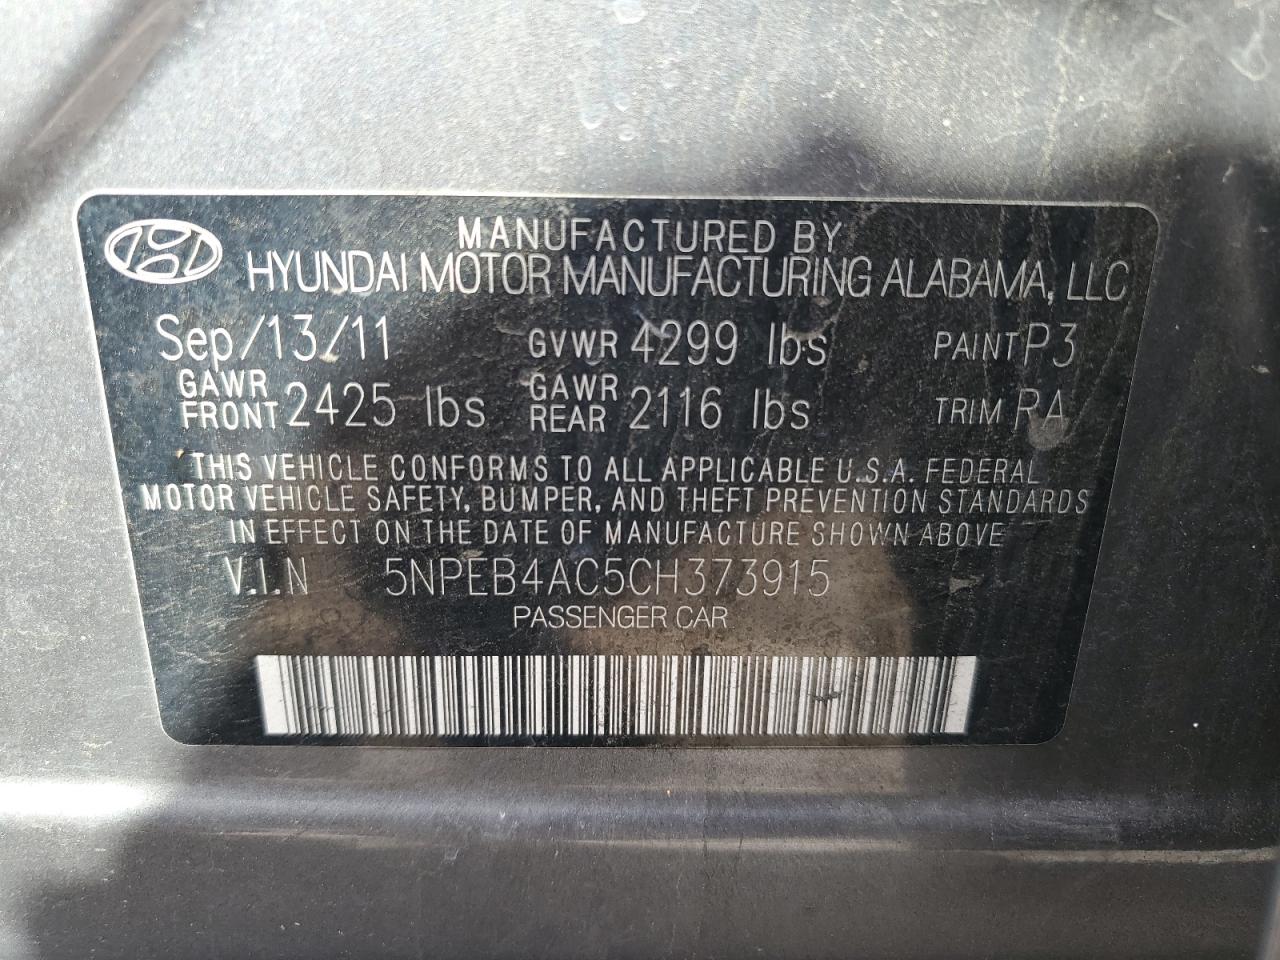 MANUFACTURED BY
HYUNDAI MOTOR MANUFACTURING ALABAMA, LLC
Sep/13/11 GVWR 4299 lbs PAINT P3
GAWR FRONT 2425 lbs GAWR REAR 2116 lbs TRIM RA
THIS VEHICLE CONFORMS TO ALL APPLICABLE U.S.A. FEDERAL
MOTOR VEHICLE SAFETY, BUMPER, AND THEFT PREVENTION STANDARDS
IN EFFECT ON THE DATE OF MANUFACTURE SHOWN ABOVE
V.I.N 5NPEB4AC5CH373915
PASSENGER CAR